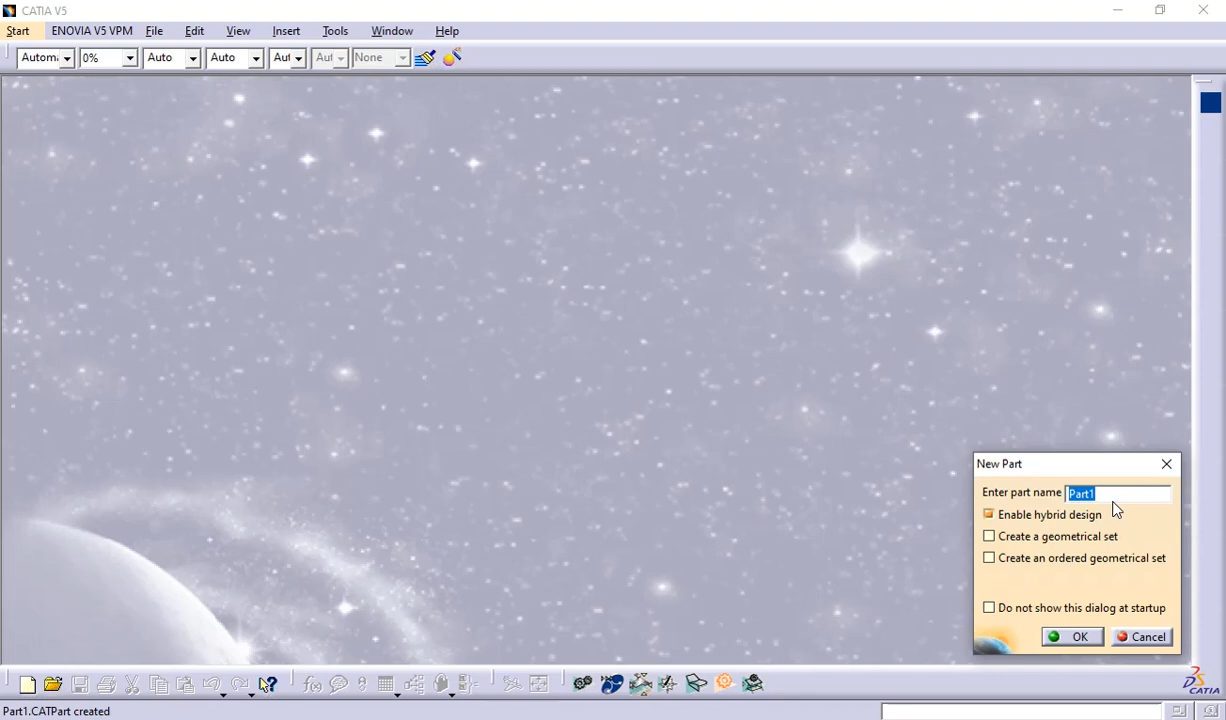 CATIA V5
Start ENOVIA V5 VPM File Edit View Insert Tools Window Help
0% Auto Auto Aut Aut None
New Part
Enter part name Part1
Enable hybrid design
Create a geometrical set
Create an ordered geometrical set
Do not show this dialog at startup
OK Cancel
CATIA
Part1.CATPart created